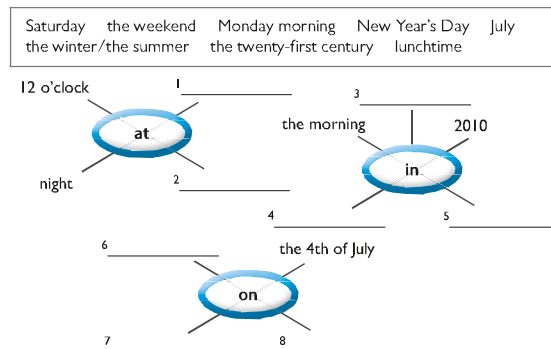 Saturday the weekend Monday morning New Year's Day July
the winter/the summer the twenty-first century lunchtime
12 o'clock 1
at
night
2
3
the morning 2010
in
4 5
6 the 4th of July
on
7 8